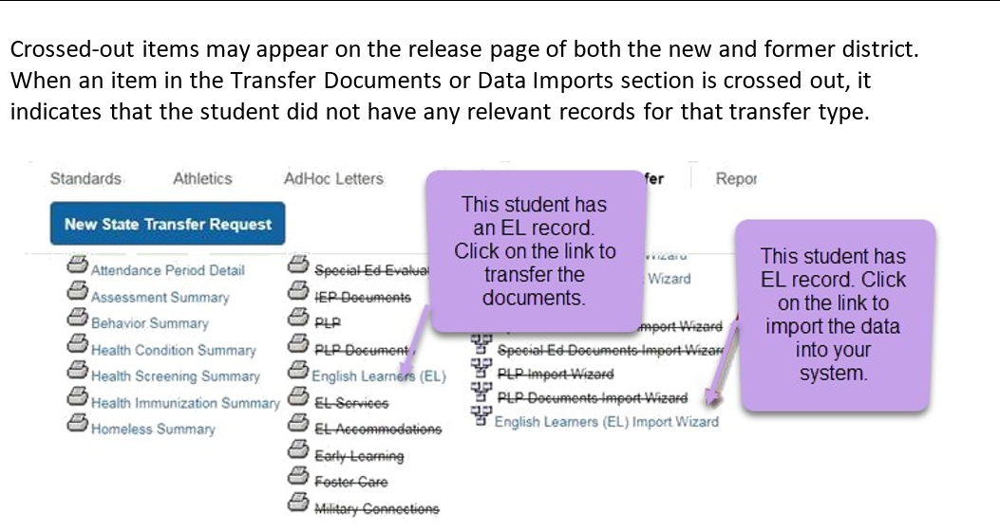 Crossed-out items may appear on the release page of both the new and former district.
When an item in the Transfer Documents or Data Imports section is crossed out, it
indicates that the student did not have any relevant records for that transfer type.
Standards
Athletics
AdHoc Letters
fer
Repor
New State Transfer Request
Attendance Period Detail
Assessment Summary
Behavior Summary
Health Condition Summary
Health Screening Summary
Health Immunization Summary
Homeless Summary
Special Ed Evalua
IEP Documents
PLP
PLP Document
English Learners (EL)
EL Services
EL Accommodations
Early Learning
Foster Care
Military Connections
This student has
an EL record.
Click on the link to
transfer the
documents.
Wizard
mport Wizard
Special Ed Documents Import Wizar
PLP Import Wizard
PLP Documents Import Wizard
English Learners (EL) Import Wizard
This student has
EL record. Click
on the link to
import the data
into your
system.